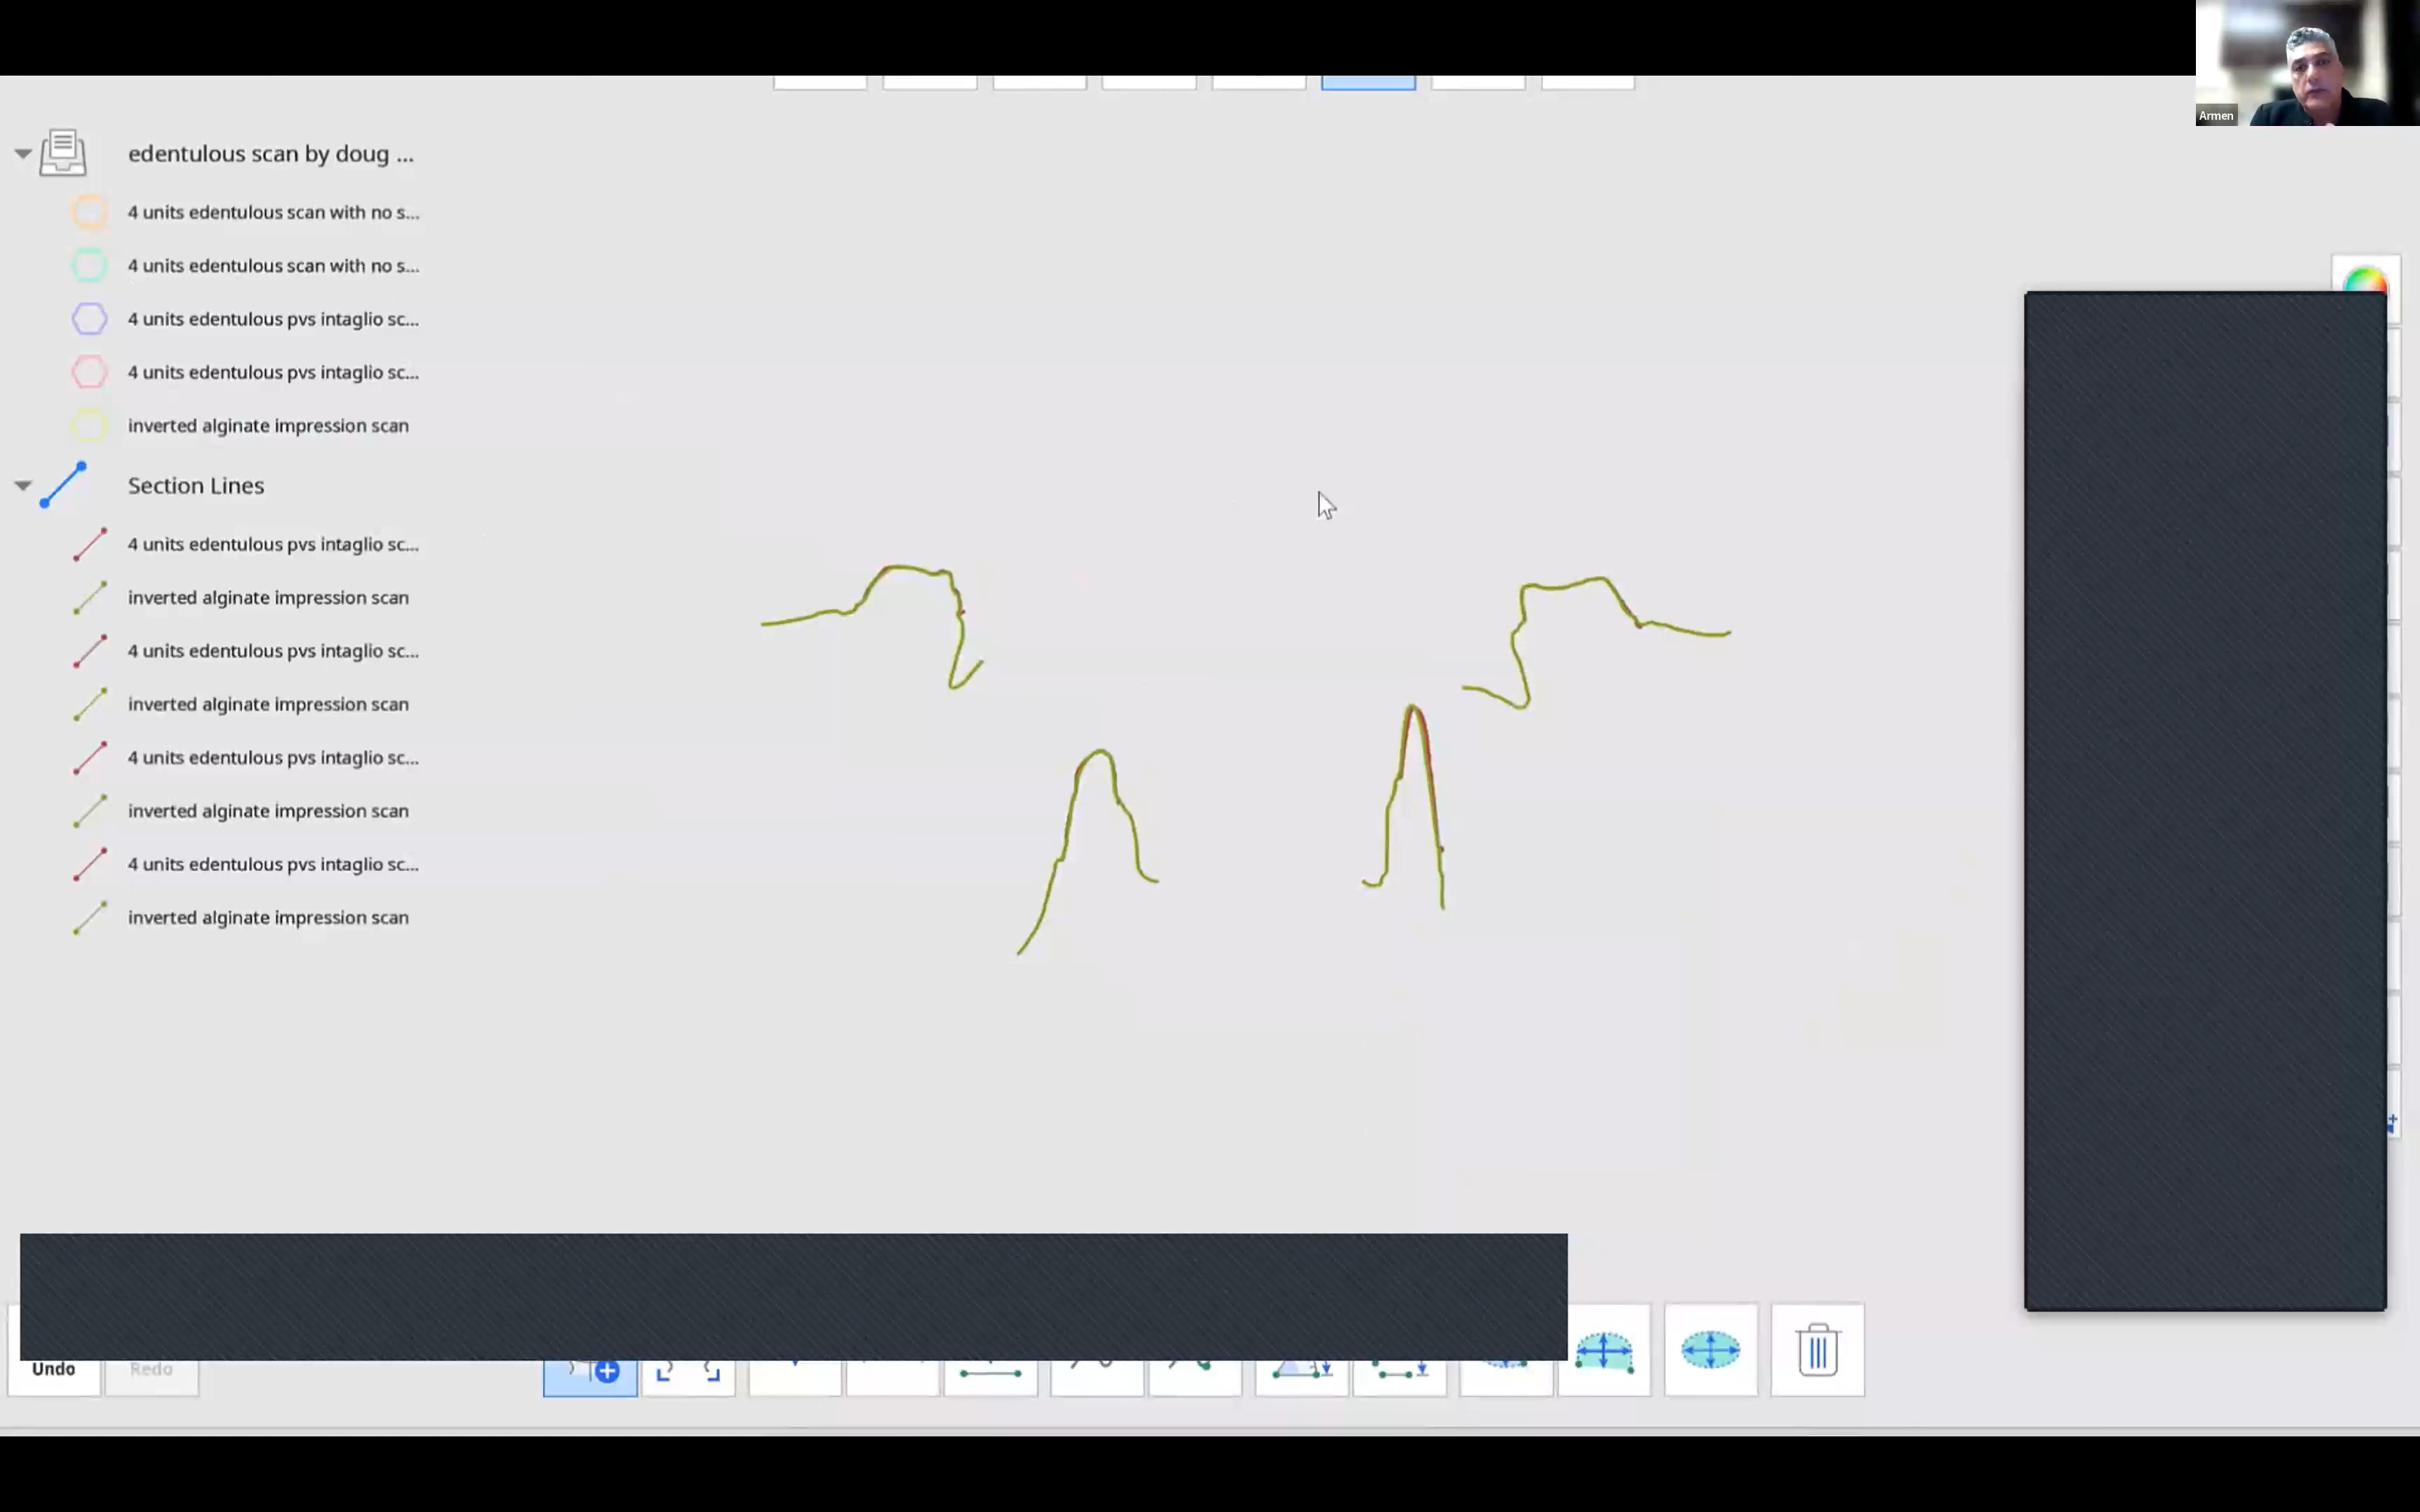 Armen
edentulous scan by doug ...
4 units edentulous scan with no s...
4 units edentulous scan with no s...
4 units edentulous pvs intaglio sc...
4 units edentulous pvs intaglio sc...
inverted alginate impression scan
Section Lines
4 units edentulous pvs intaglio sc...
inverted alginate impression scan
4 units edentulous pvs intaglio sc...
inverted alginate impression scan
4 units edentulous pvs intaglio sc...
inverted alginate impression scan
4 units edentulous pvs intaglio sc...
inverted alginate impression scan
Undo
Redo